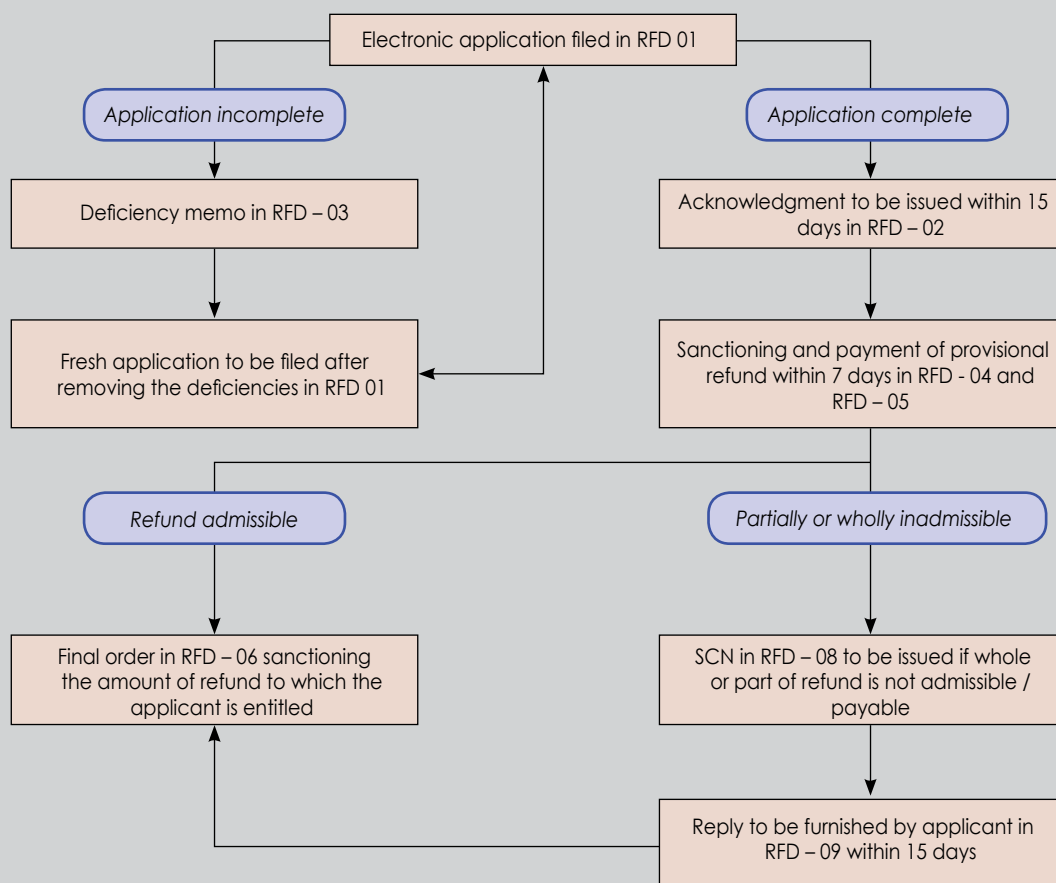 Electronic application filed in RFD 01
Application incomplete
Application complete
Deficiency memo in RFD – 03
Acknowledgment to be issued within 15
days in RFD – 02
Fresh application to be filed after
removing the deficiencies in RFD 01
Sanctioning and payment of provisional
refund within 7 days in RFD - 04 and
RFD – 05
Refund admissible
Partially or wholly inadmissible
Final order in RFD – 06 sanctioning
the amount of refund to which the
applicant is entitled
SCN in RFD – 08 to be issued if whole
or part of refund is not admissible /
payable
Reply to be furnished by applicant in
RFD – 09 within 15 days